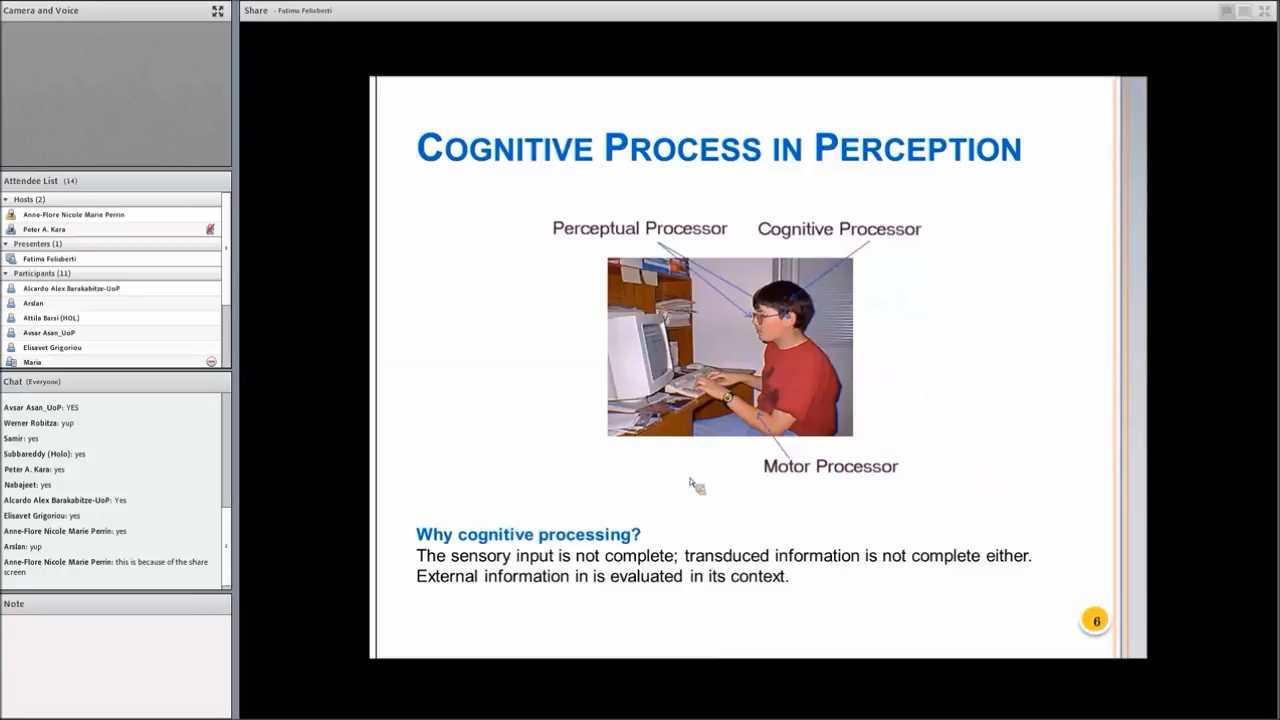 Camera and Voice
Attendee List (14)
Hosts (2)
Anne-Flore Nicole Marie Perrin
Peter A. Kara
Presenters (1)
Fatima Felisberti
Participants (11)
Alcardo Alex Barakabitze-UoP
Arslan
Attila Barsi (HOL)
Avsar Asan_UoP
Elisavet Grigoriou
Maria
Chat (Everyone)
Avsar Asan_UoP: YES
Werner Robitza: yup
Samir: yes
Subbareddy (Holo): yes
Peter A. Kara: yes
Nabajeet: yes
Alcardo Alex Barakabitze-UoP: Yes
Elisavet Grigoriou: yes
Anne-Flore Nicole Marie Perrin: yes
Arslan: yup
Anne-Flore Nicole Marie Perrin: this is because of the share
screen
Note
Share - Fatima Felisberti
COGNITIVE PROCESS IN PERCEPTION
Perceptual Processor Cognitive Processor
Motor Processor
Why cognitive processing?
The sensory input is not complete; transduced information is not complete either.
External information in is evaluated in its context.
6